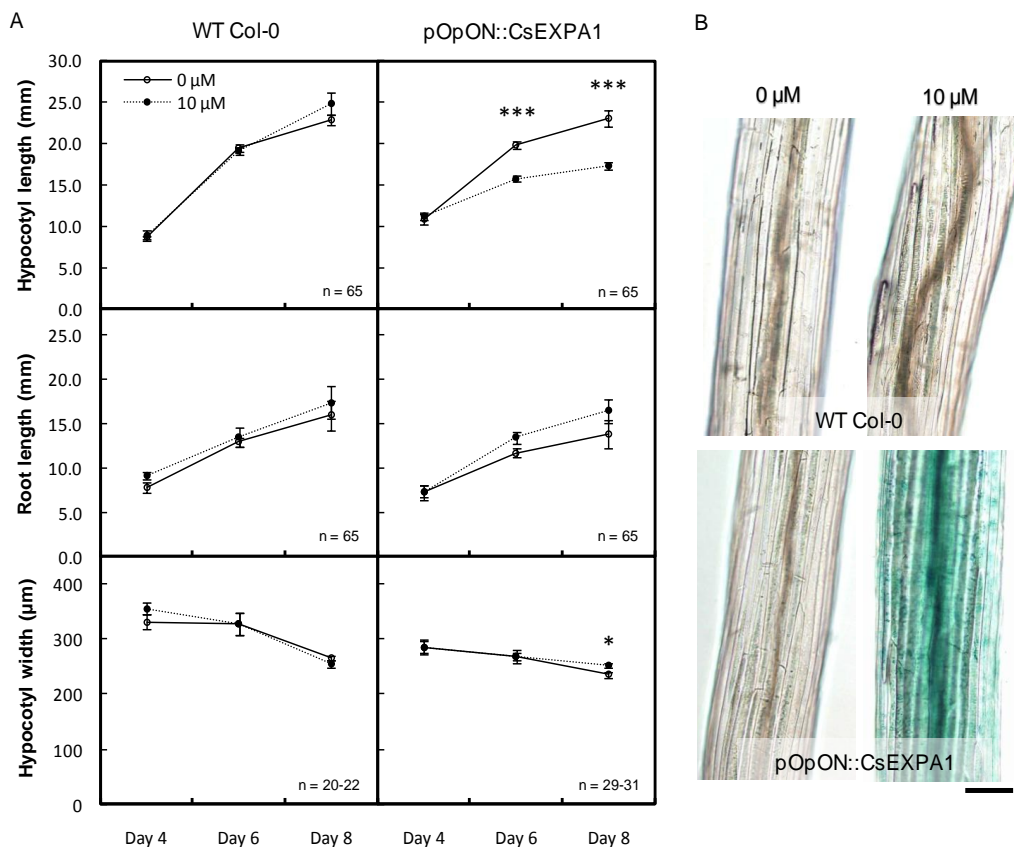 A
WT Col-0
pOpON::CsEXPA1
Hypocotyl length (mm)
30.0
25.0
20.0
15.0
10.0
5.0
0.0
0 µM
10 µM
n = 65
***
***
n = 65
Root length (mm)
25.0
20.0
15.0
10.0
5.0
0.0
n = 65
n = 65
Hypocotyl width (µm)
400
300
200
100
0
n = 20-22
*
n = 29-31
Day 4
Day 6
Day 8
Day 4
Day 6
Day 8
B
0 µM
10 µM
WT Col-0
pOpON::CsEXPA1